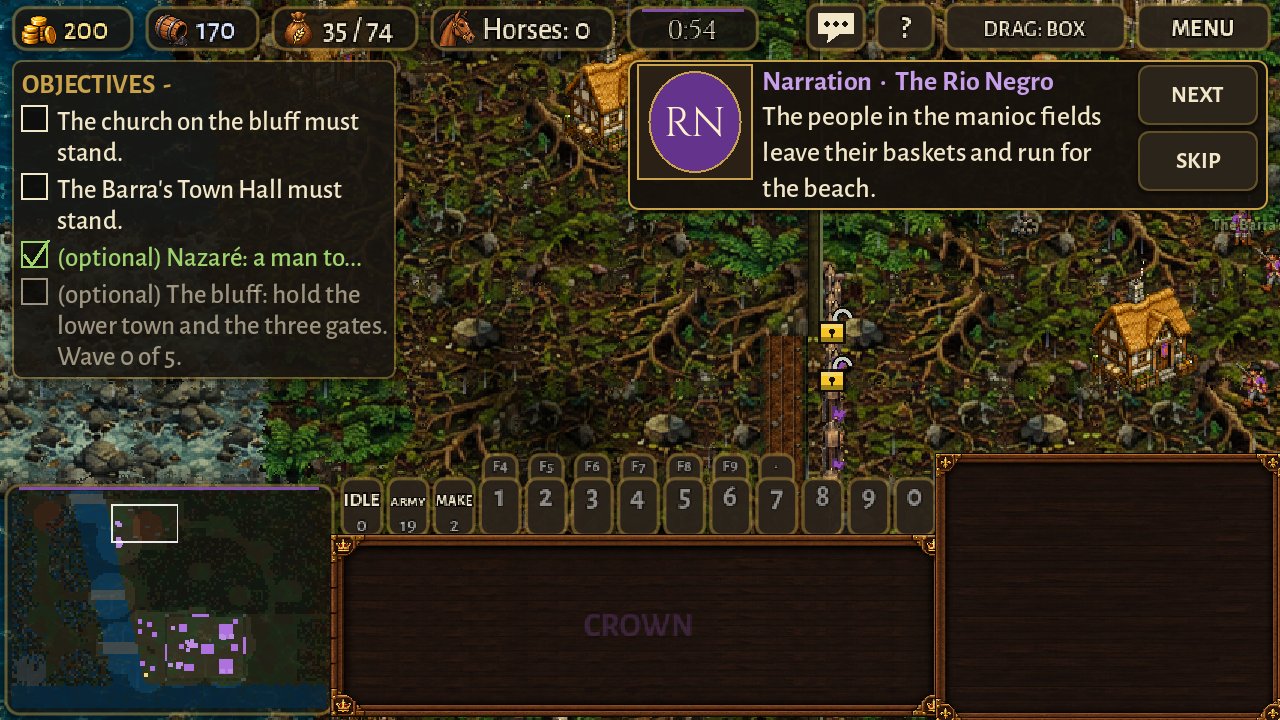 200
170
35 / 74
Horses: 0
0:54
?
DRAG: BOX
MENU
OBJECTIVES -
The church on the bluff must
stand.
The Barra's Town Hall must
stand.
(optional) Nazaré: a man to...
(optional) The bluff: hold the
lower town and the three gates.
Wave 0 of 5.
RN
Narration · The Rio Negro
The people in the manioc fields
leave their baskets and run for
the beach.
NEXT
SKIP
The Barra
F4
F5
F6
F7
F8
F9
IDLE
0
ARMY
19
MAKE
2
1
2
3
4
5
6
7
8
9
0
CROWN